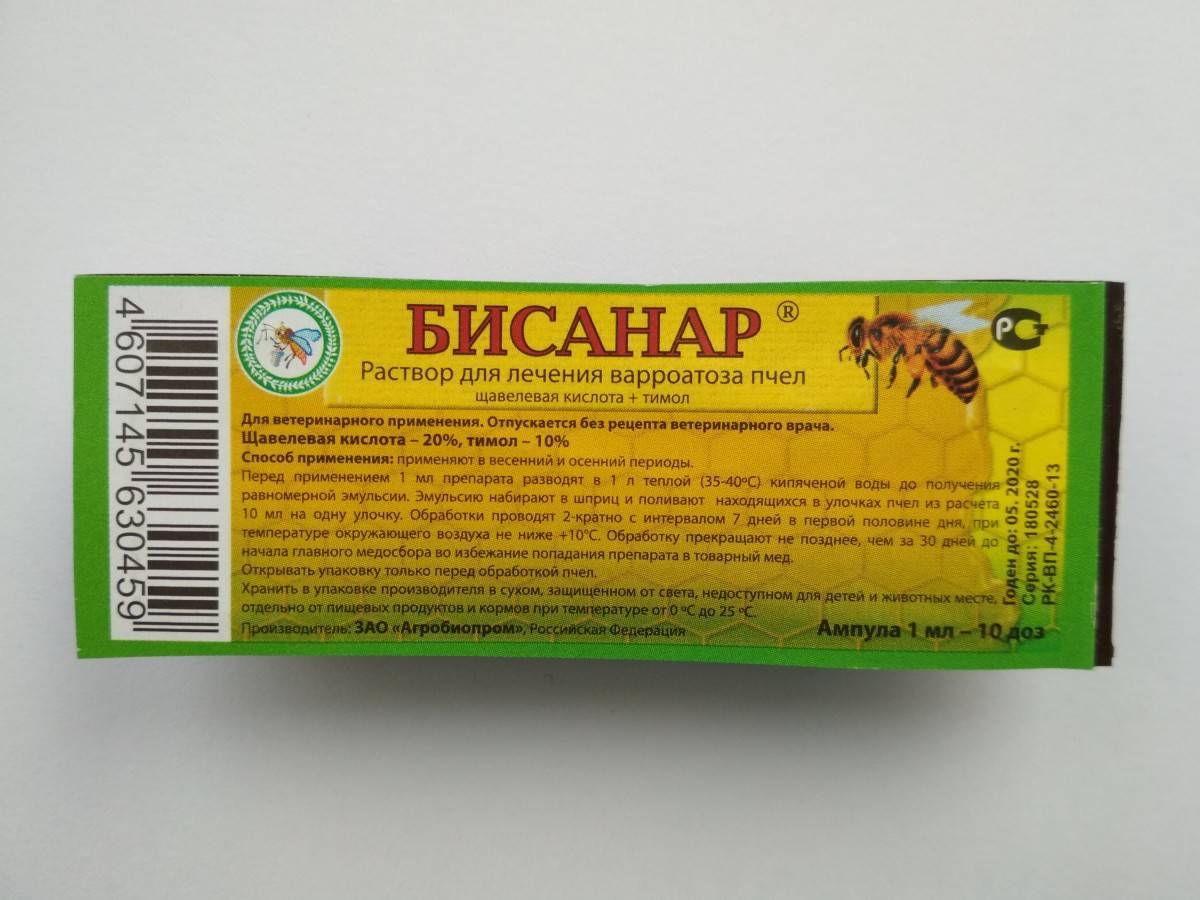 БИСАНАР ®
Раствор для лечения варроатоза пчел
щавелевая кислота + тимол
Для ветеринарного применения. Отпускается без рецепта ветеринарного врача.
Щавелевая кислота – 20%, тимол – 10%
Способ применения: применяют в весенний и осенний периоды.
Перед применением 1 мл препарата разводят в 1 л теплой (35-40ºС) кипяченой воды до получения
равномерной эмульсии. Эмульсию набирают в шприц и поливают находящихся в улочках пчел из расчета
10 мл на одну улочку. Обработки проводят 2-кратно с интервалом 7 дней в первой половине дня, при
температуре окружающего воздуха не ниже +10°С. Обработку прекращают не позднее, чем за 30 дней до
начала главного медосбора во избежание попадания препарата в товарный мед.
Открывать упаковку только перед обработкой пчел.
Хранить в упаковке производителя в сухом, защищенном от света, недоступном для детей и животных месте,
отдельно от пищевых продуктов и кормов при температуре от 0 ºС до 25 ºС.
Производитель: ЗАО «Агробиопром», Российская Федерация
Ампула 1 мл – 10 доз
Годен до: 05. 2020 г.
Серия: 180528
РК-ВП-4-2460-13
4 607145 630459
РСТ